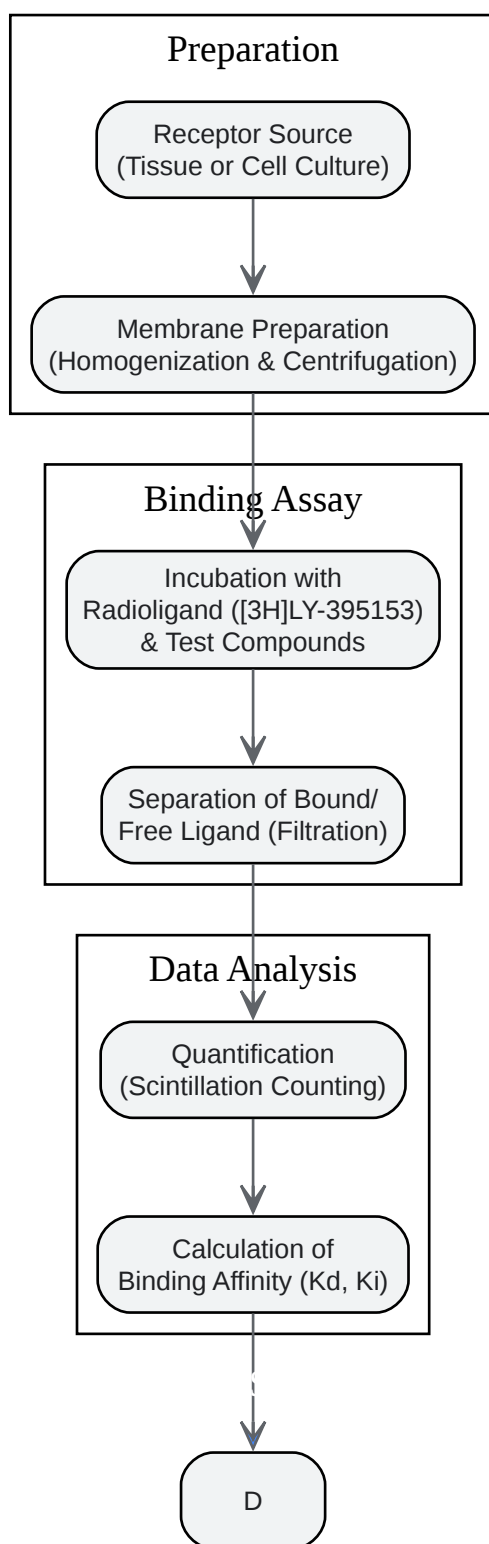 Preparation
Receptor Source
(Tissue or Cell Culture)
Membrane Preparation
(Homogenization & Centrifugation)
Binding Assay
Incubation with
Radioligand ([3H]LY-395153)
& Test Compounds
Separation of Bound/
Free Ligand (Filtration)
Data Analysis
Quantification
(Scintillation Counting)
Calculation of
Binding Affinity (Kd, Ki)
D